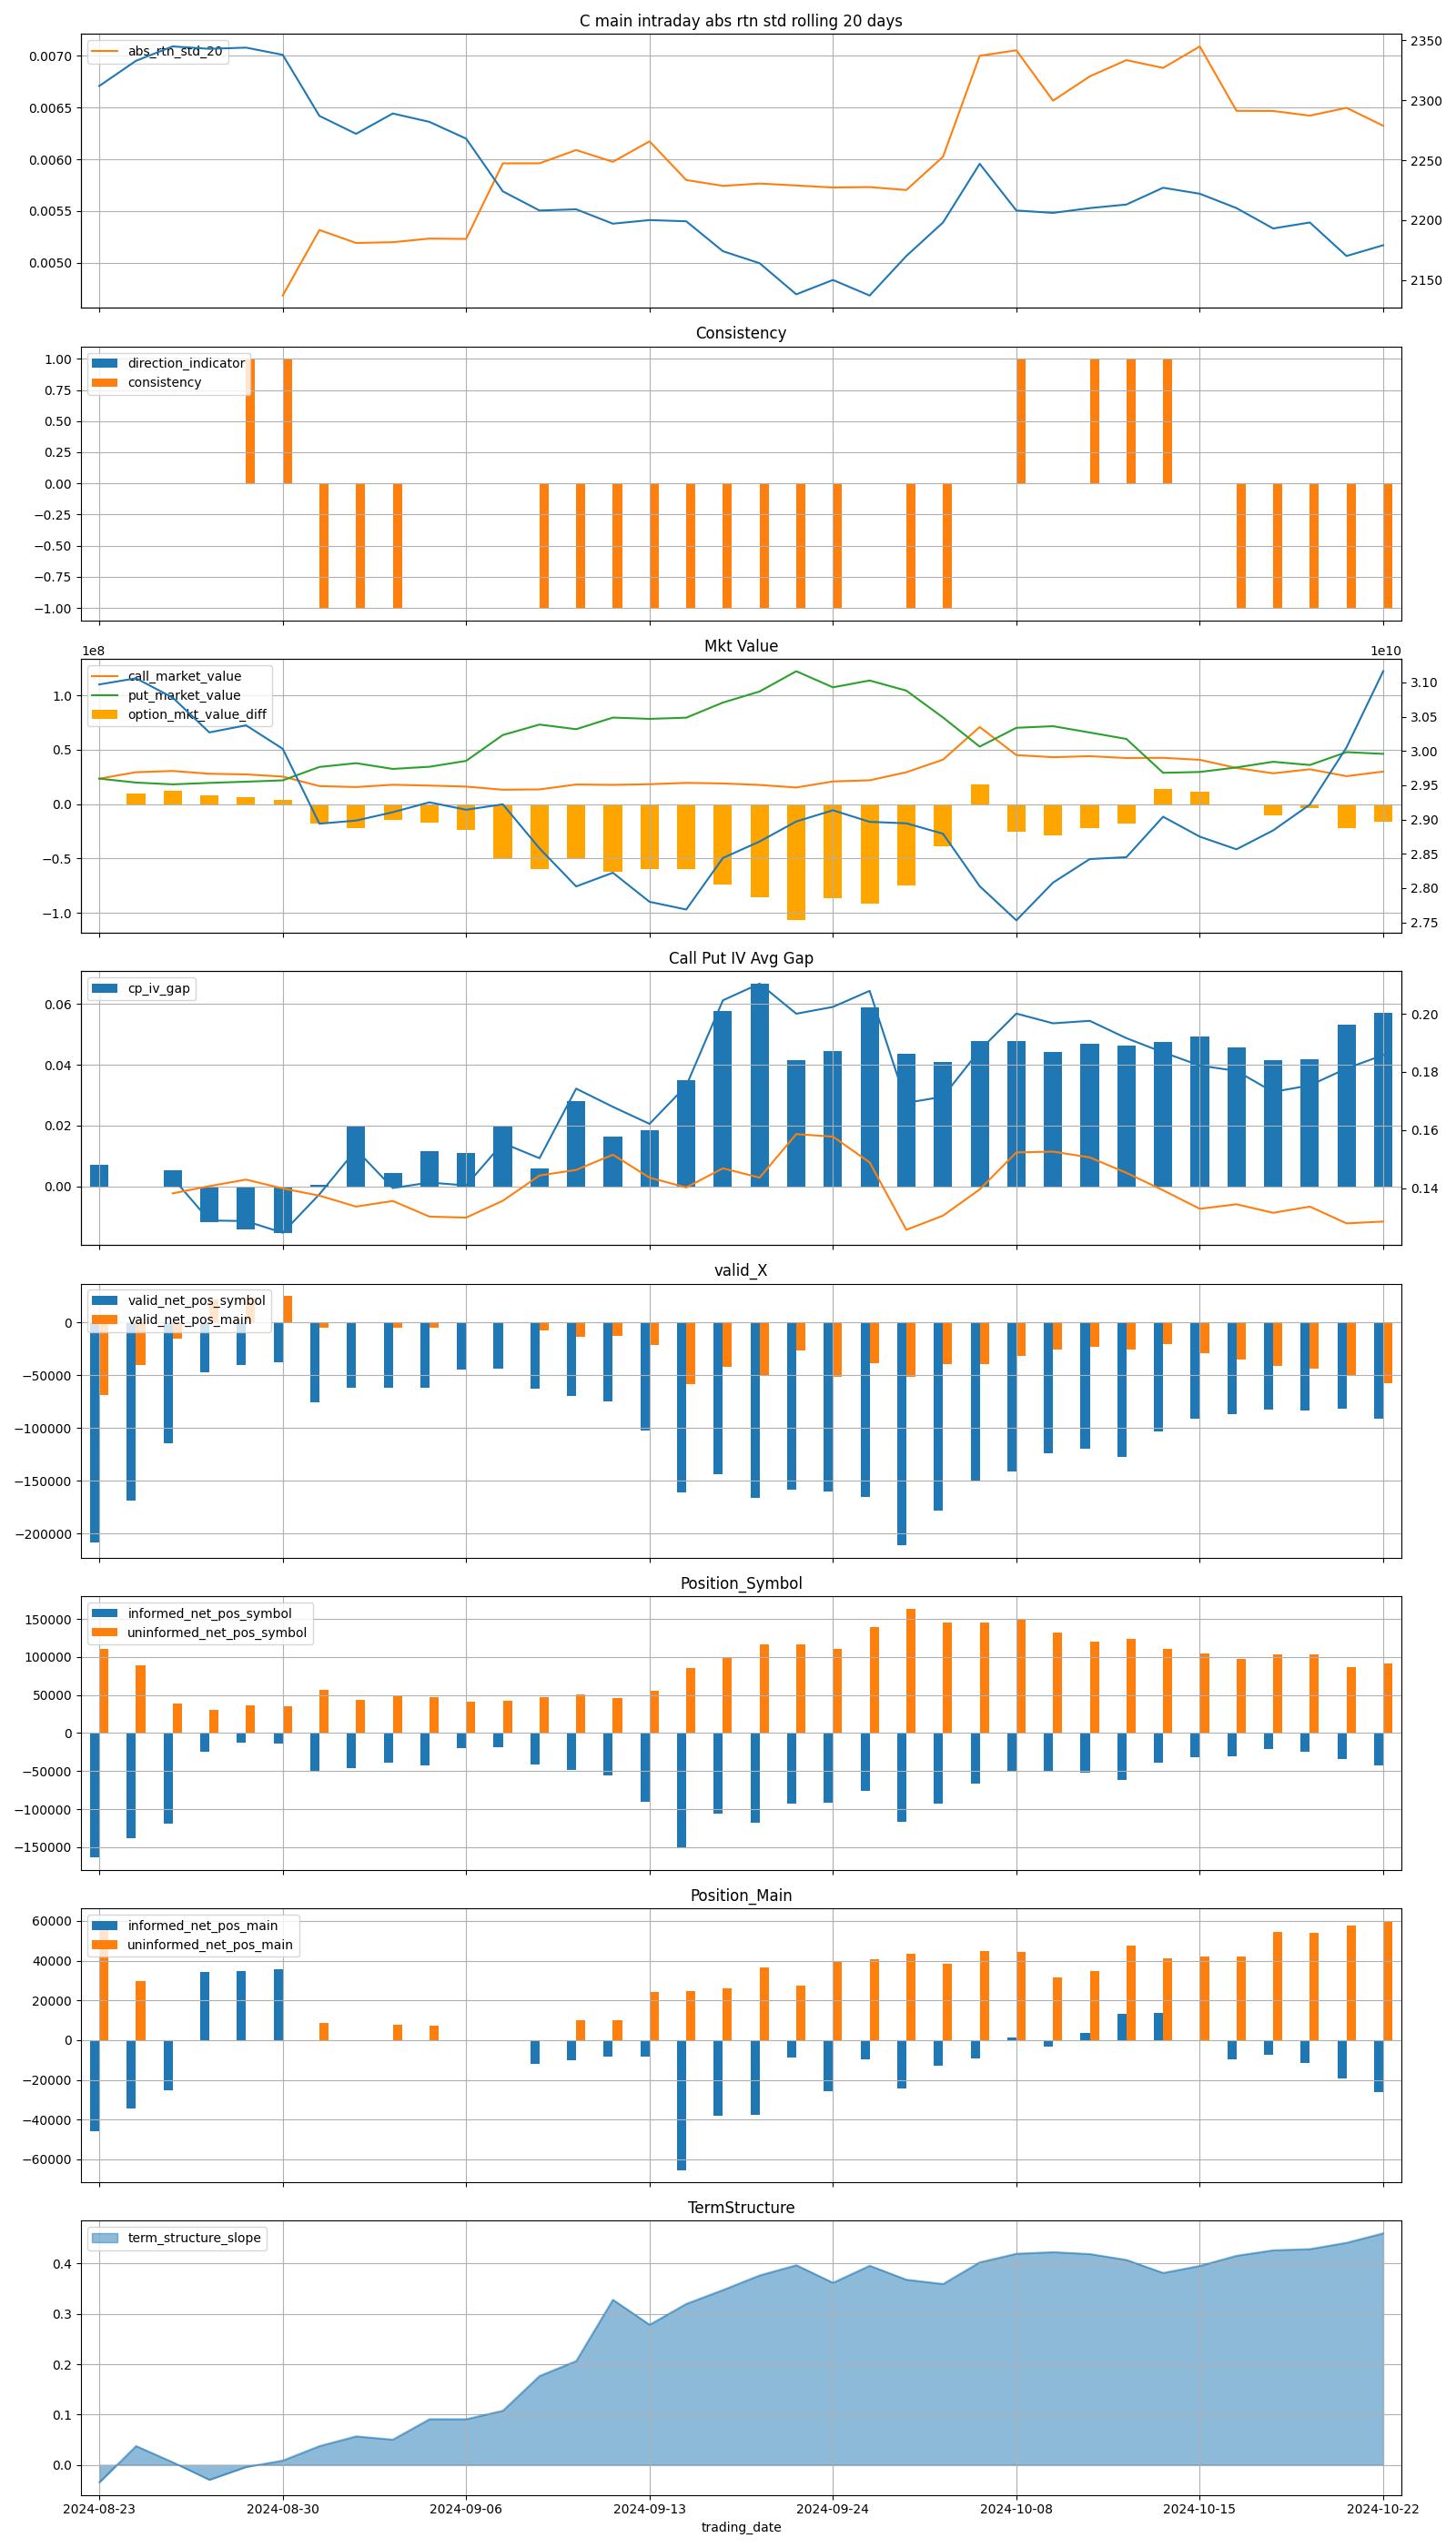 C main intraday abs rtn std rolling 20 days
abs_rtn_std_20
0.0070
0.0065
0.0060
0.0055
0.0050
2350
2300
2250
2200
2150
Consistency
direction_indicator
consistency
1.00
0.75
0.50
0.25
0.00
−0.25
−0.50
−0.75
−1.00
Mkt Value
1e8
1e10
call_market_value
put_market_value
option_mkt_value_diff
1.0
0.5
0.0
−0.5
−1.0
3.10
3.05
3.00
2.95
2.90
2.85
2.80
2.75
Call Put IV Avg Gap
cp_iv_gap
0.06
0.04
0.02
0.00
0.20
0.18
0.16
0.14
valid_X
valid_net_pos_symbol
valid_net_pos_main
0
−50000
−100000
−150000
−200000
Position_Symbol
informed_net_pos_symbol
uninformed_net_pos_symbol
150000
100000
50000
0
−50000
−100000
−150000
Position_Main
informed_net_pos_main
uninformed_net_pos_main
60000
40000
20000
0
−20000
−40000
−60000
TermStructure
term_structure_slope
0.4
0.3
0.2
0.1
0.0
2024-08-23 2024-08-30 2024-09-06 2024-09-13 2024-09-24 2024-10-08 2024-10-15 2024-10-22
trading_date